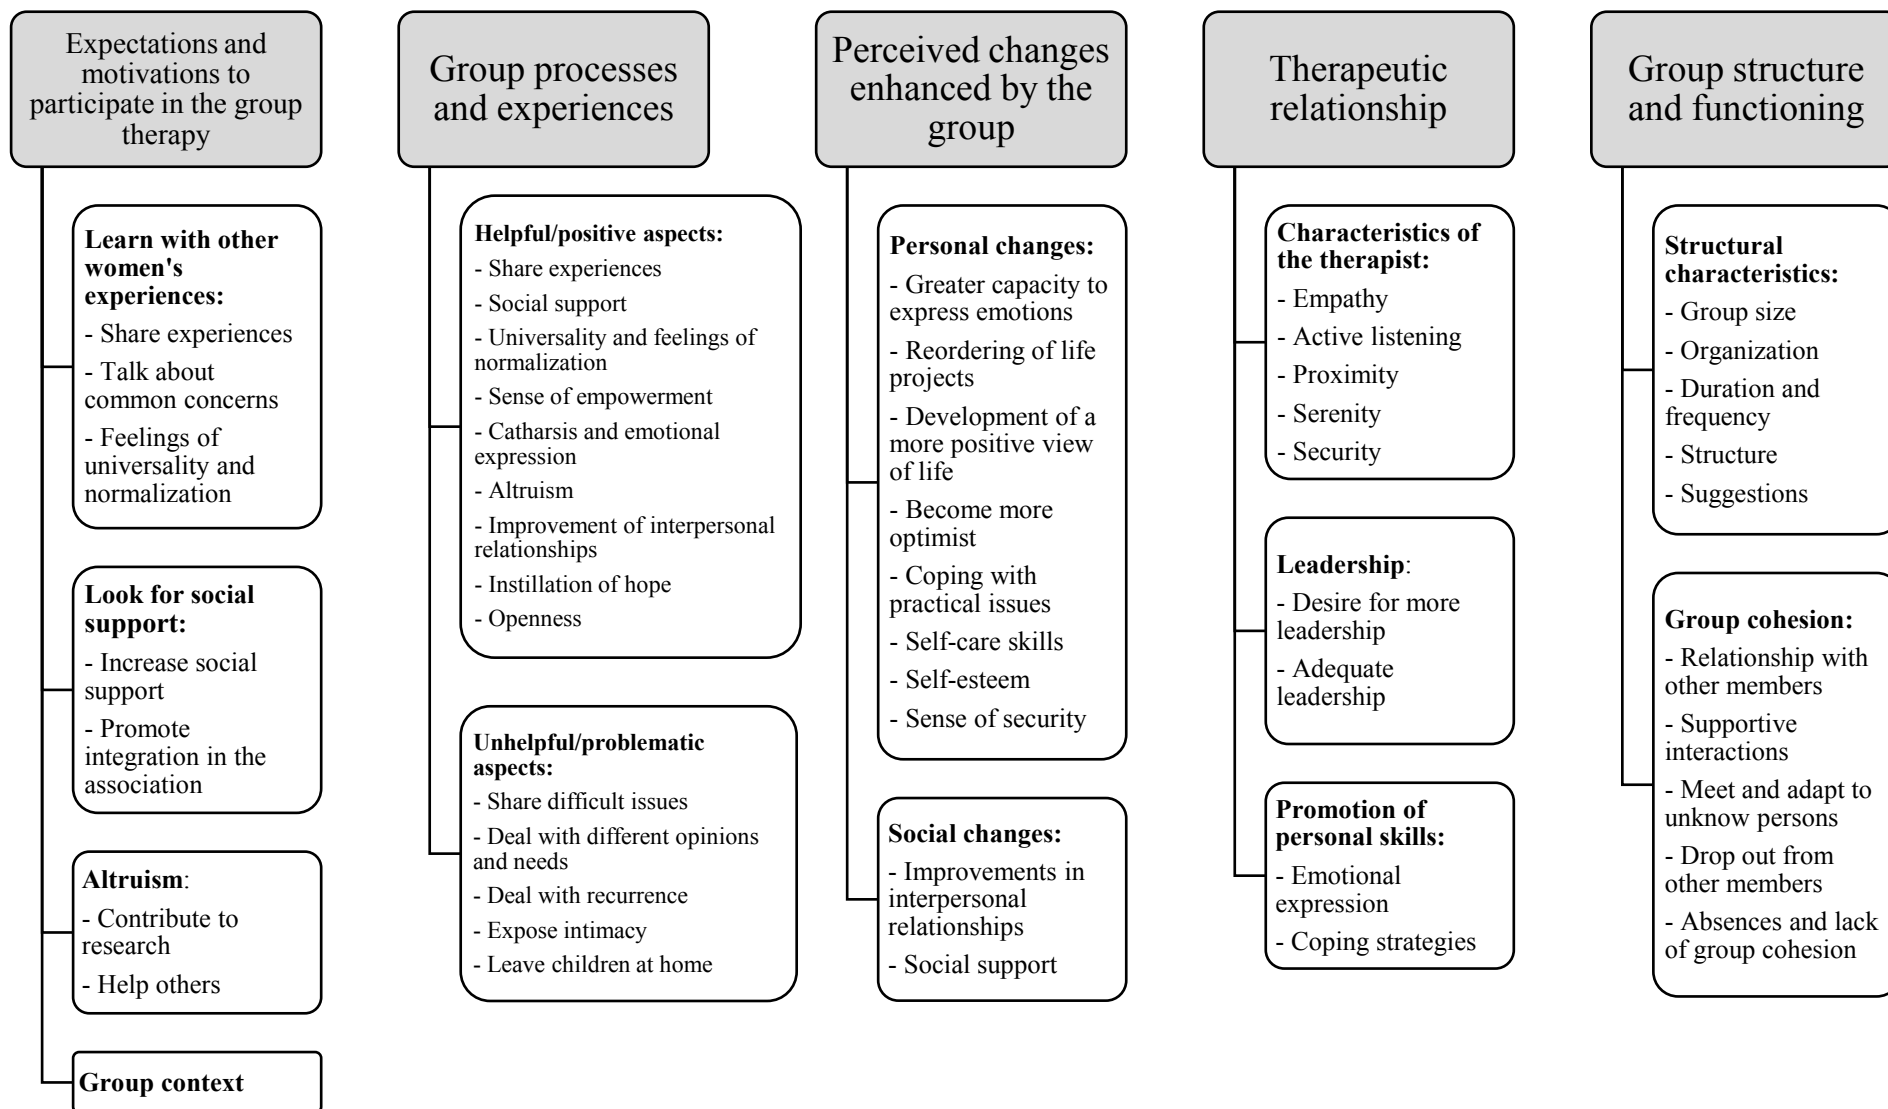 Expectations and
motivations to
participate in the group
therapy
Learn with other
women's
experiences:
- Share experiences
- Talk about
common concerns
- Feelings of
universality and
normalization
Look for social
support:
- Increase social
support
- Promote
integration in the
association
Altruism:
- Contribute to
research
- Help others
Group context
Group processes
and experiences
Helpful/positive aspects:
- Share experiences
- Social support
- Universality and feelings of
normalization
- Sense of empowerment
- Catharsis and emotional
expression
- Altruism
- Improvement of interpersonal
relationships
- Instillation of hope
- Openness
Unhelpful/problematic
aspects:
- Share difficult issues
- Deal with different opinions
and needs
- Deal with recurrence
- Expose intimacy
- Leave children at home
Perceived changes
enhanced by the
group
Personal changes:
- Greater capacity to
express emotions
- Reordering of life
projects
- Development of a
more positive view
of life
- Become more
optimist
- Coping with
practical issues
- Self-care skills
- Self-esteem
- Sense of security
Social changes:
- Improvements in
interpersonal
relationships
- Social support
Therapeutic
relationship
Characteristics of
the therapist:
- Empathy
- Active listening
- Proximity
- Serenity
- Security
Leadership:
- Desire for more
leadership
- Adequate
leadership
Promotion of
personal skills:
- Emotional
expression
- Coping strategies
Group structure
and functioning
Structural
characteristics:
- Group size
- Organization
- Duration and
frequency
- Structure
- Suggestions
Group cohesion:
- Relationship with
other members
- Supportive
interactions
- Meet and adapt to
unknow persons
- Drop out from
other members
- Absences and lack
of group cohesion